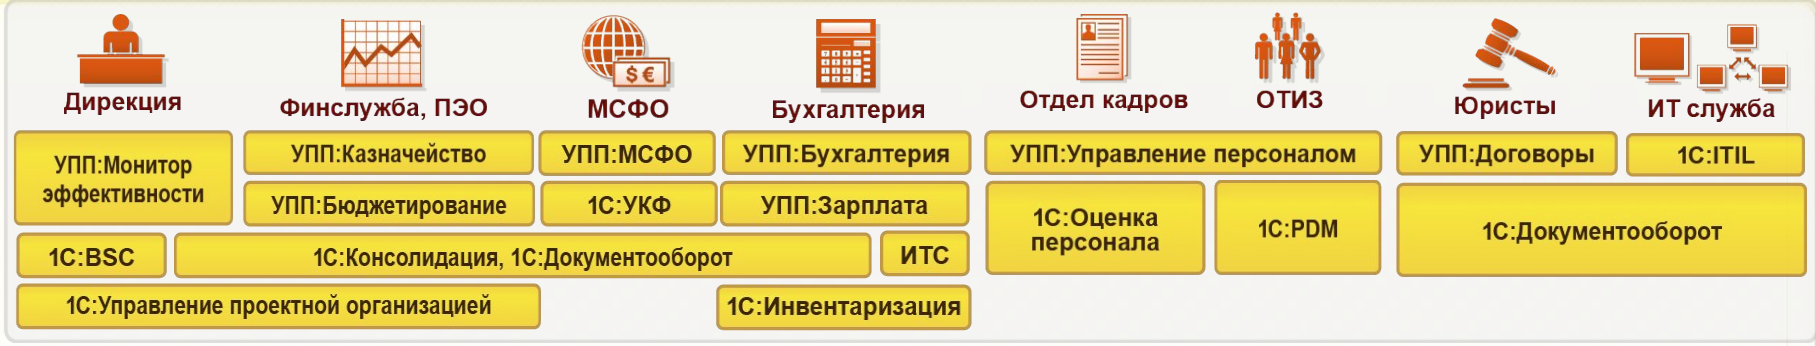 $ €
Дирекция
Финслужба, ПЭО
МСФО
Бухгалтерия
Отдел кадров
ОТИЗ
Юристы
ИТ служба
УПП:Монитор
эффективности
УПП:Казначейство
УПП:МСФО
УПП:Бухгалтерия
УПП:Управление персоналом
УПП:Договоры
1С:ITIL
УПП:Бюджетирование
1С:УКФ
УПП:Зарплата
1С:Оценка
персонала
1С:PDM
1С:Документооборот
1С:BSC
1С:Консолидация, 1С:Документооборот
ИТС
1С:Управление проектной организацией
1С:Инвентаризация